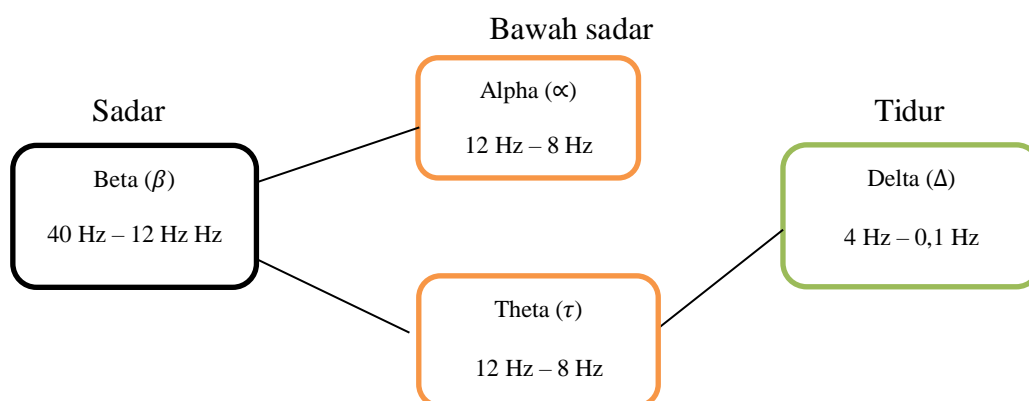 Bawah sadar
Sadar
Tidur
Alpha (∝)
12 Hz – 8 Hz
Beta (β)
40 Hz – 12 Hz Hz
Delta (Δ)
4 Hz – 0,1 Hz
Theta (τ)
12 Hz – 8 Hz